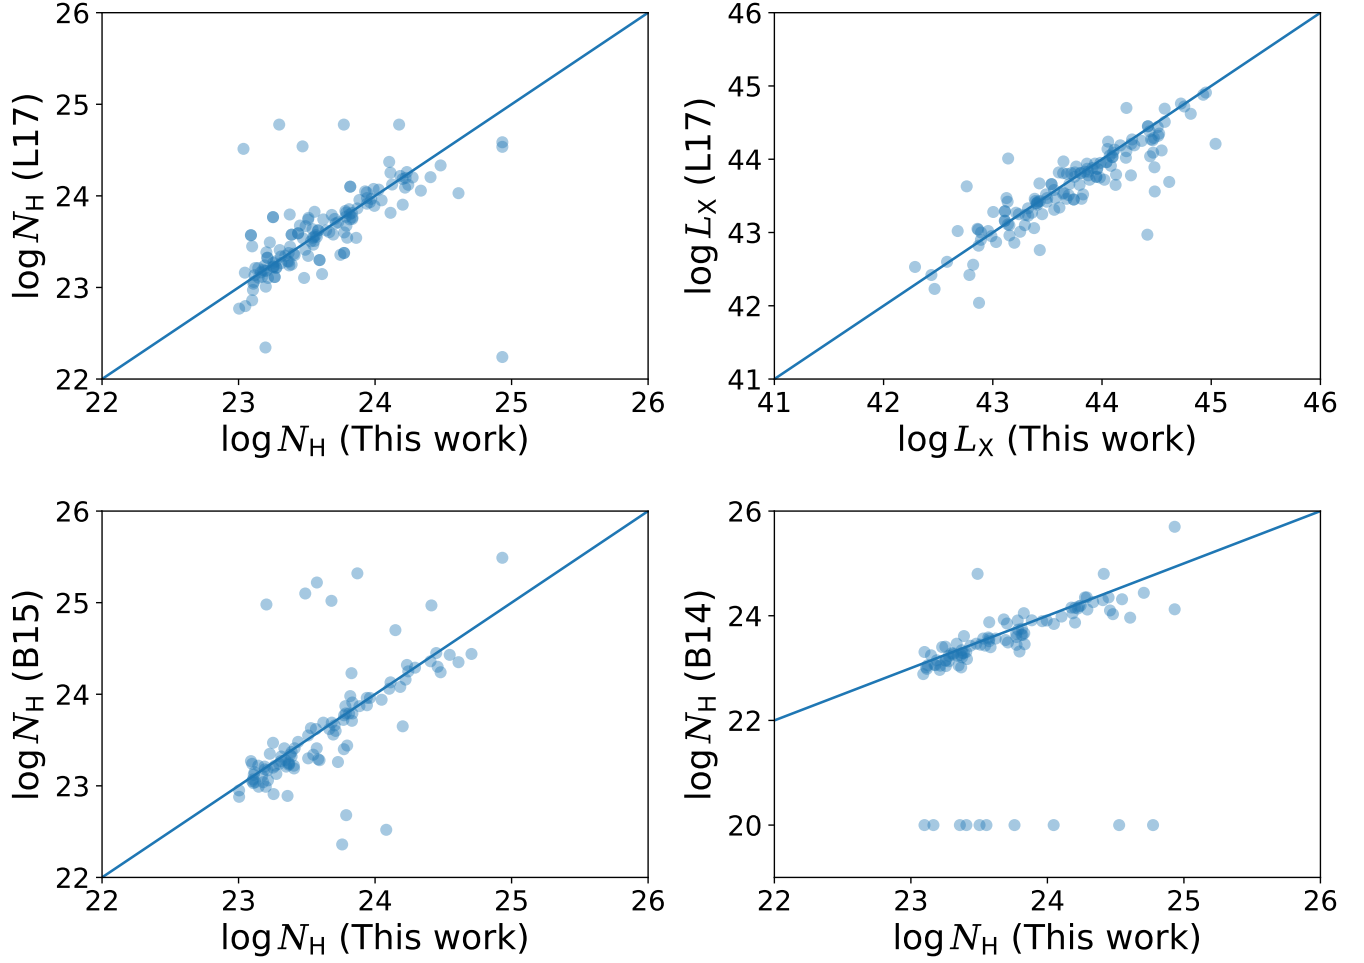 26
25
24
23
22
log N_H (L17)
22 23 24 25 26
log N_H (This work)
46
45
44
43
42
41
log L_X (L17)
41 42 43 44 45 46
log L_X (This work)
26
25
24
23
22
log N_H (B15)
22 23 24 25 26
log N_H (This work)
26
24
22
20
log N_H (B14)
22 23 24 25 26
log N_H (This work)